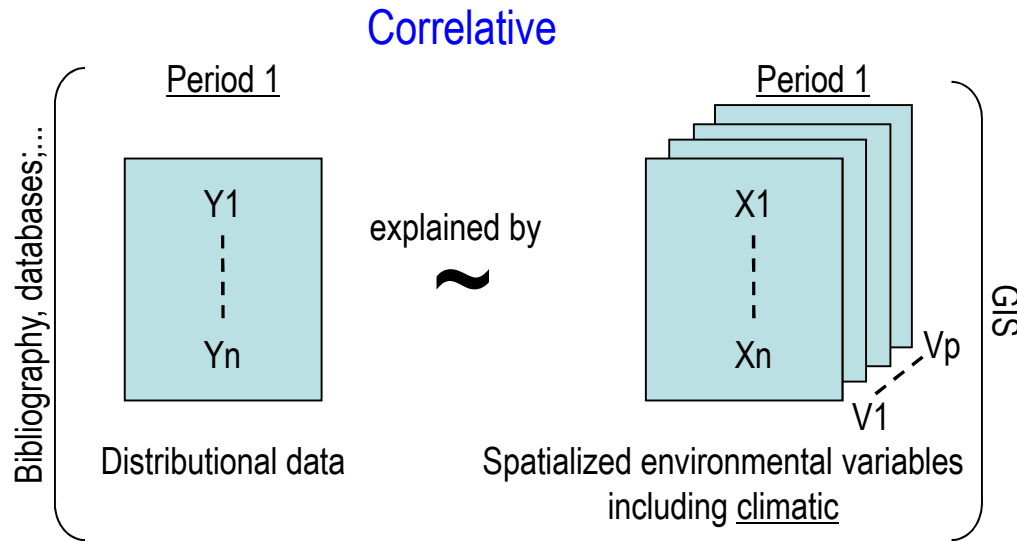 Correlative
Bibliography, databases;...
Period 1
Y1
Yn
Distributional data
explained by
~
Period 1
X1
Xn
V1
Vp
Spatialized environmental variables
including climatic
GIS